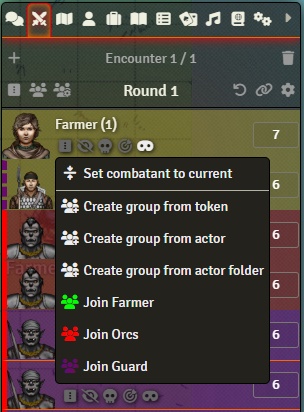 Encounter 1 / 1
Round 1
Farmer (1)
7
Set combatant to current
6
Create group from token
Create group from actor
6
Create group from actor folder
6
Join Farmer
Join Orcs
6
Join Guard
6